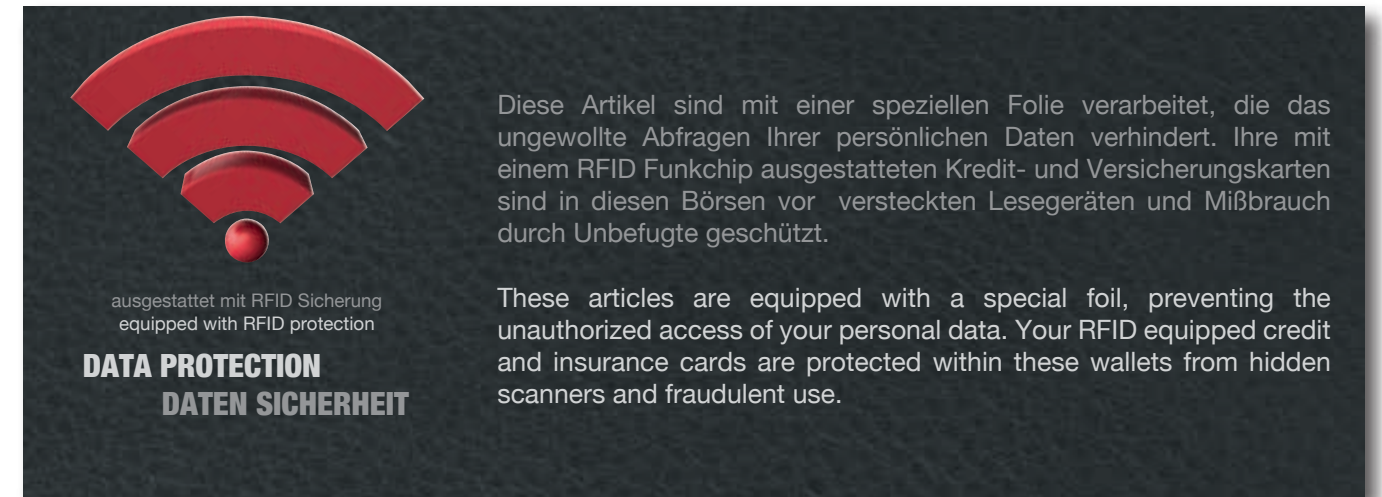 ausgestattet mit RFID Sicherung
equipped with RFID protection
DATA PROTECTION
DATEN SICHERHEIT
Diese Artikel sind mit einer speziellen Folie verarbeitet, die das
ungewollte Abfragen Ihrer persönlichen Daten verhindert. Ihre mit
einem RFID Funkchip ausgestatteten Kredit- und Versicherungskarten
sind in diesen Börsen vor versteckten Lesegeräten und Mißbrauch
durch Unbefugte geschützt.
These articles are equipped with a special foil, preventing the
unauthorized access of your personal data. Your RFID equipped credit
and insurance cards are protected within these wallets from hidden
scanners and fraudulent use.